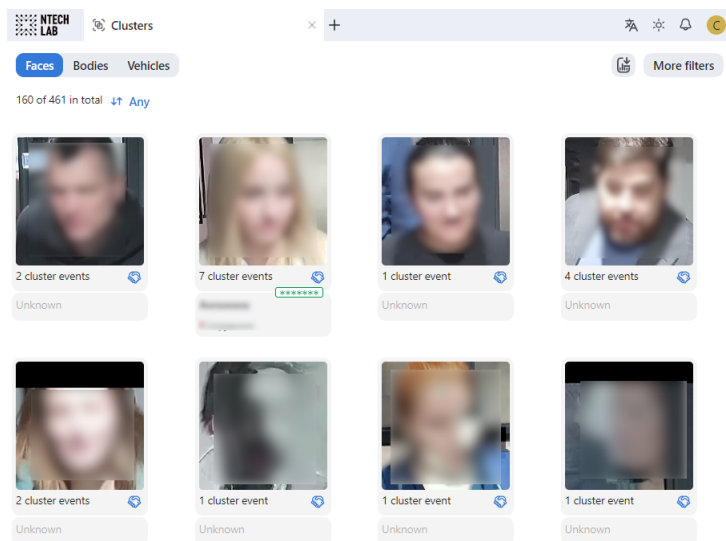 NTECH
LAB
Clusters
C
Faces
Bodies
Vehicles
More filters
160 of 461 in total
Any
2 cluster events
7 cluster events
1 cluster event
4 cluster events
Unknown
*******
Unknown
Unknown
2 cluster events
1 cluster event
1 cluster event
1 cluster event
Unknown
Unknown
Unknown
Unknown